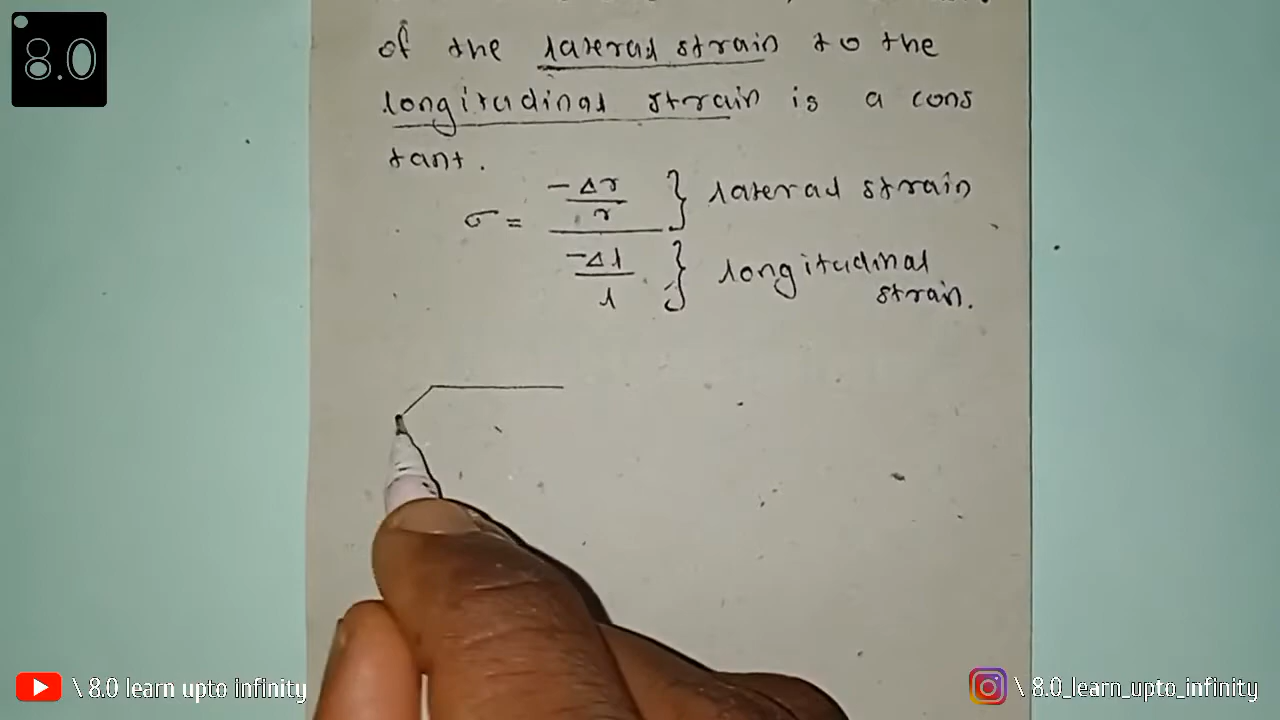 8.0
of the lateral strain to the
longitudinal strain is a cons
tant.
σ = -Δr/r } lateral strain
-Δl/l } longitudinal
strain.
\ 8.0 learn upto infinity
\ 8.0_learn_upto_infinity